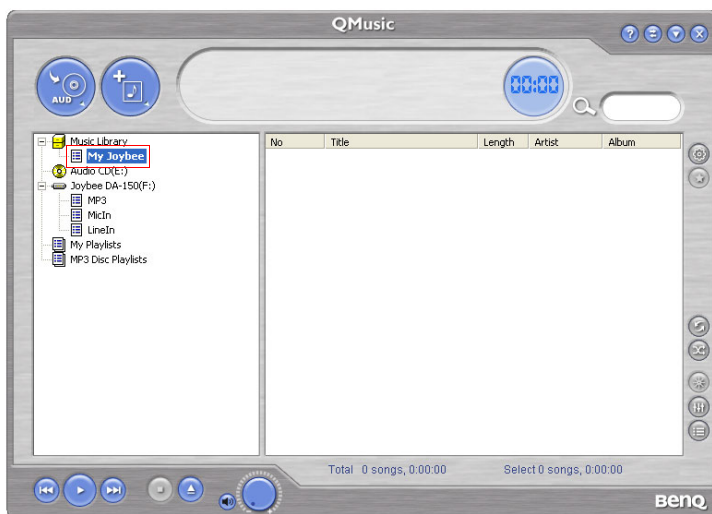 QMusic
AUD
00:00
Music Library
My Joybee
Audio CD(E:)
Joybee DA-150(F:)
MP3
MicIn
LineIn
My Playlists
MP3 Disc Playlists
No Title Length Artist Album
Total 0 songs, 0:00:00 Select 0 songs, 0:00:00
BenQ